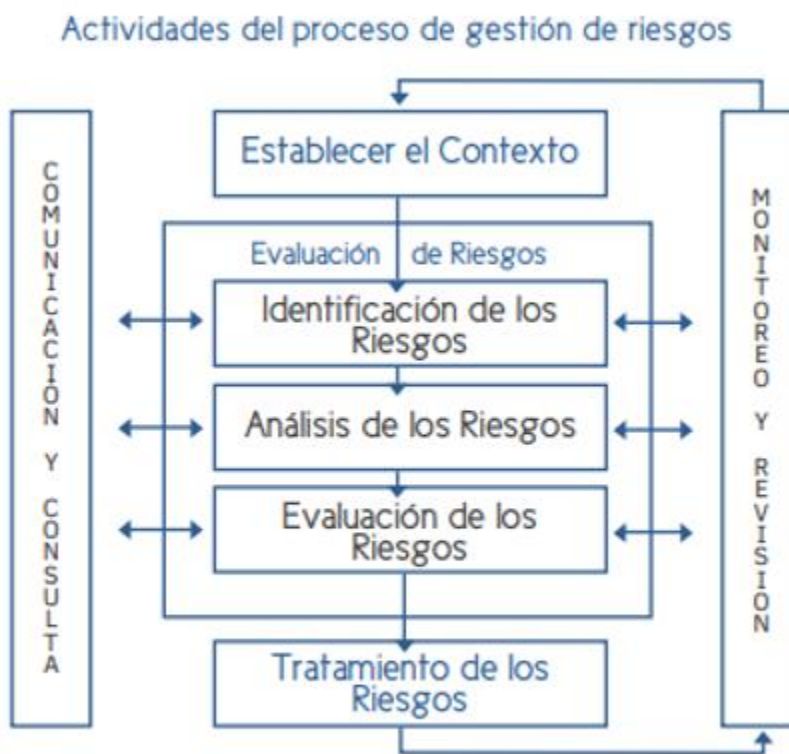 Actividades del proceso de gestión de riesgos
COMUNICACIÓN Y CONSULTA
Establecer el Contexto
Evaluación de Riesgos
Identificación de los
Riesgos
Análisis de los Riesgos
Evaluación de los
Riesgos
Tratamiento de los
Riesgos
MONITOREO Y REVISIÓN